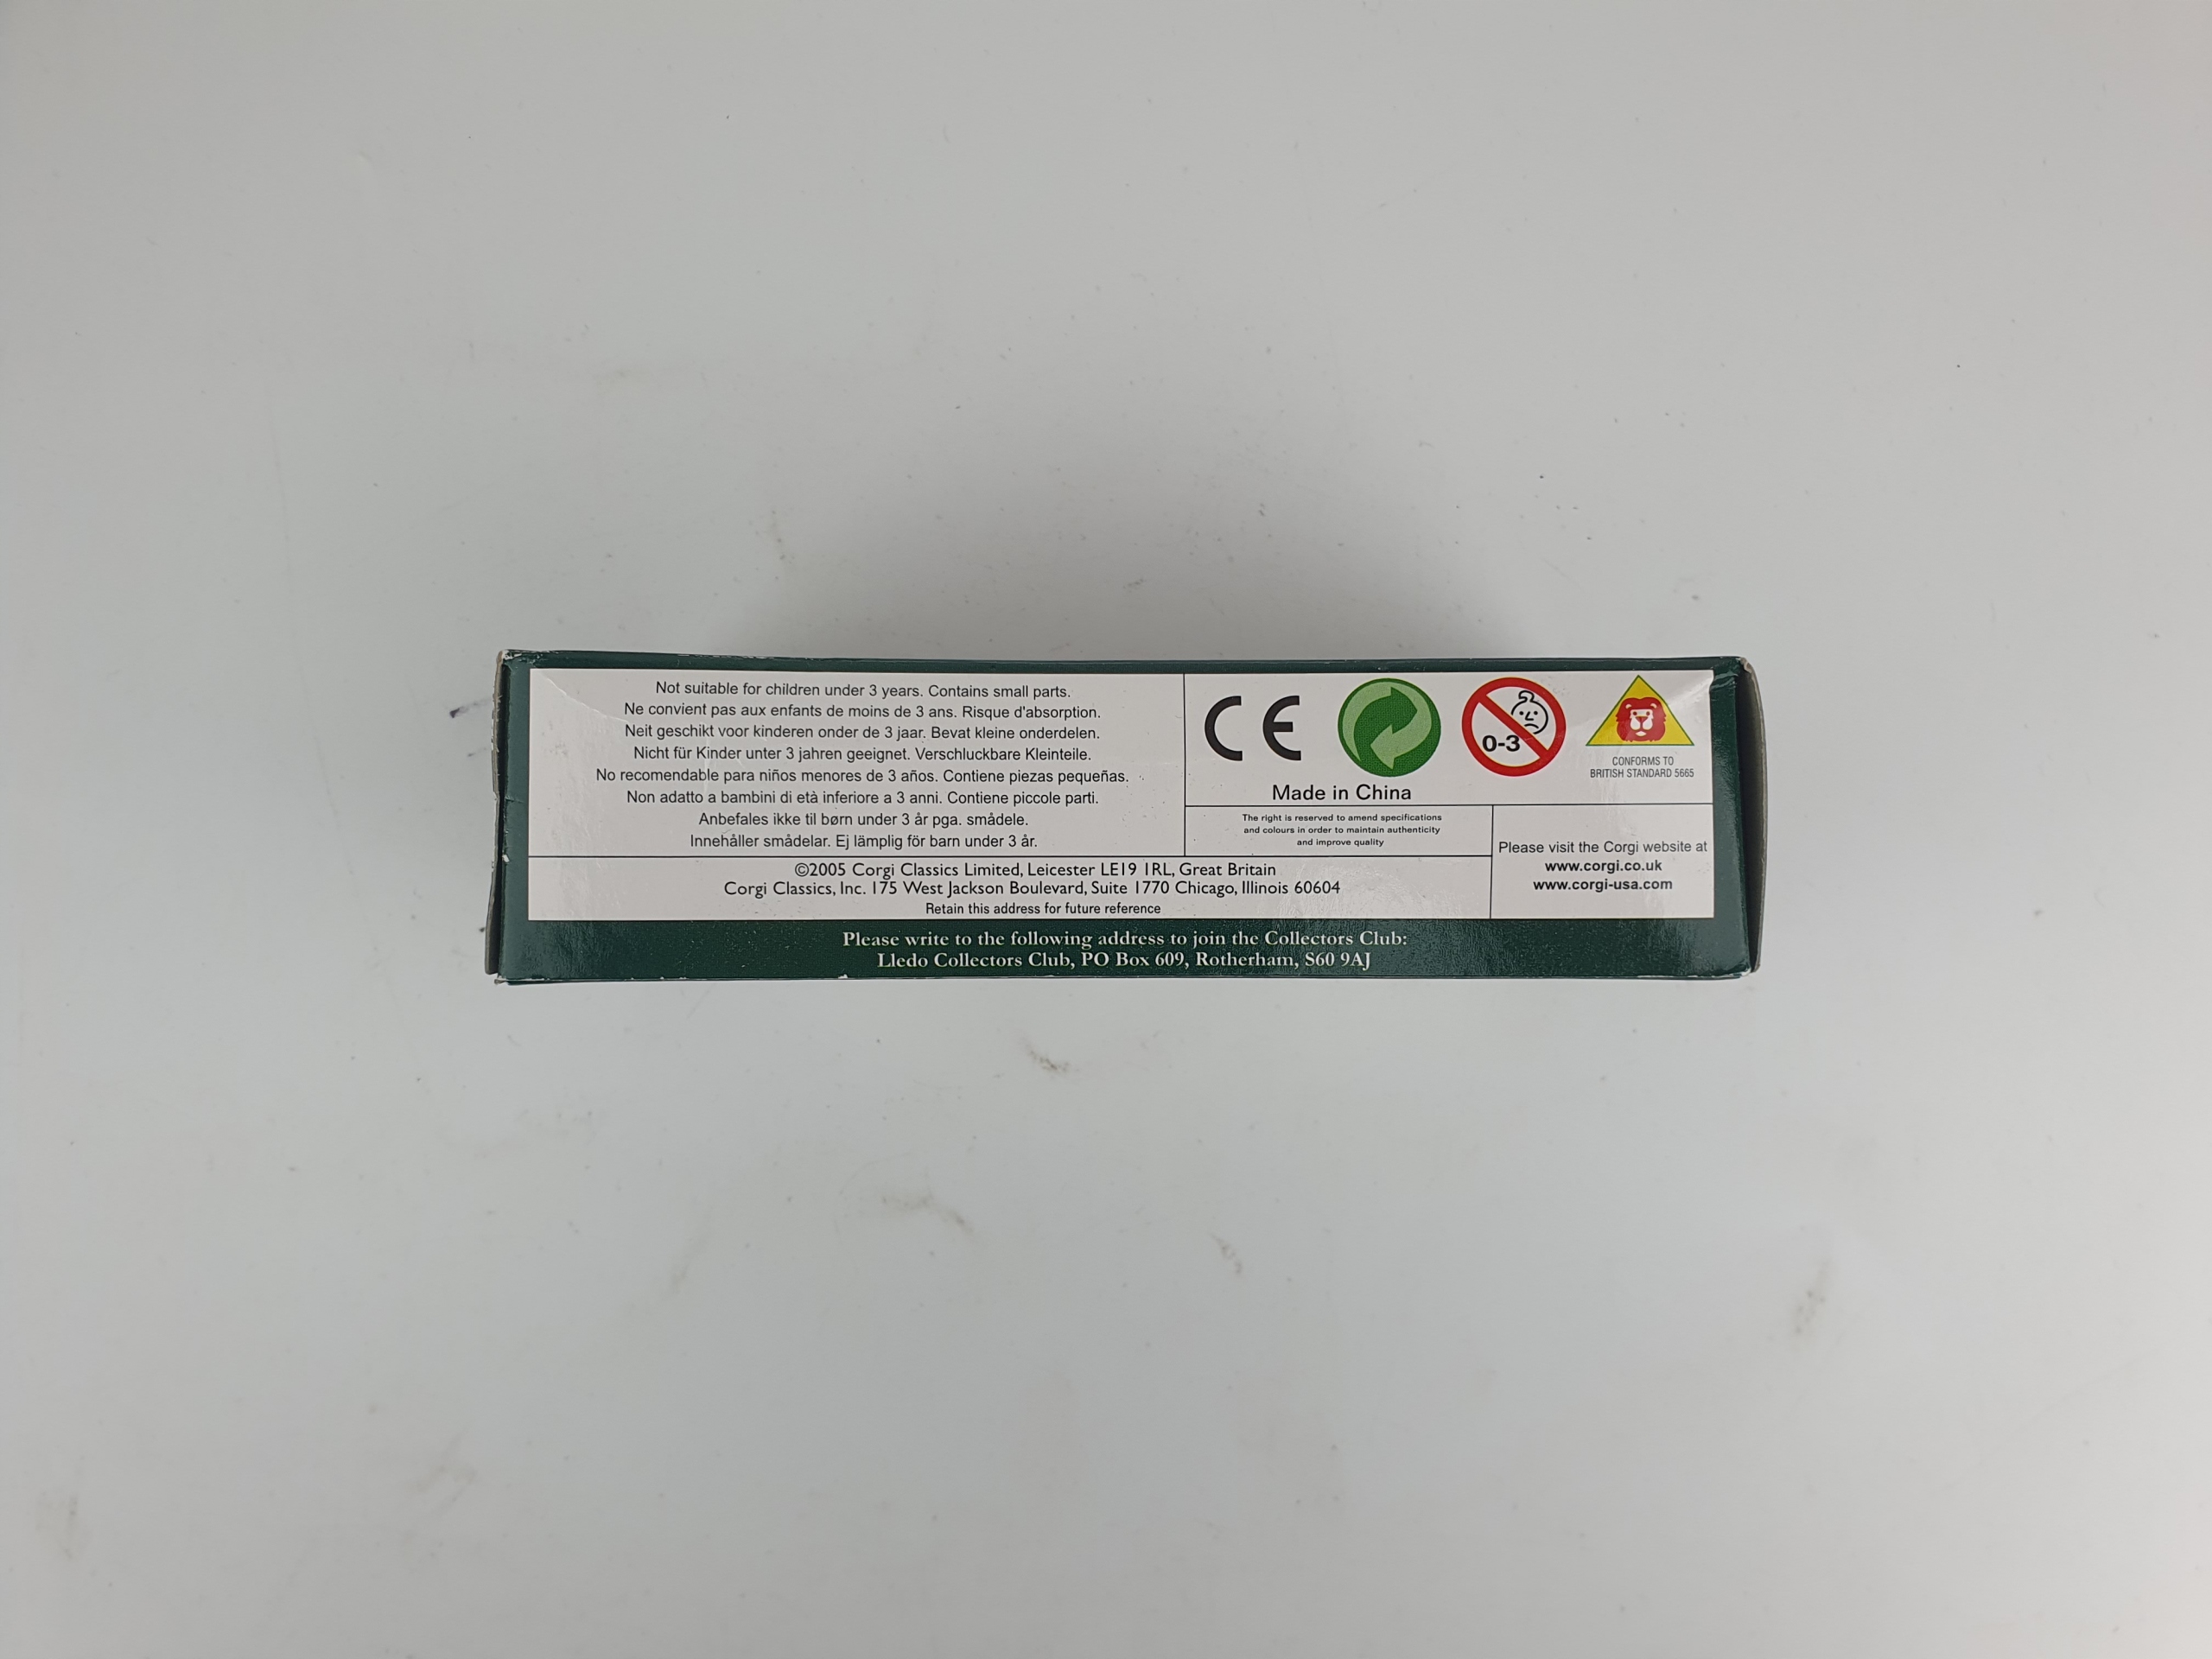 Not suitable for children under 3 years. Contains small parts.
Ne convient pas aux enfants de moins de 3 ans. Risque d'absorption.
Neit geschikt voor kinderen onder de 3 jaar. Bevat kleine onderdelen.
Nicht für Kinder unter 3 jahren geeignet. Verschluckbare Kleinteile.
No recomendable para niños menores de 3 años. Contiene piezas pequeñas.
Non adatto a bambini di età inferiore a 3 anni. Contiene piccole parti.
Anbefales ikke til børn under 3 år pga. smådele.
Innehåller smådelar. Ej lämplig för barn under 3 år.
CE
0-3
CONFORMS TO
BRITISH STANDARD 5665
Made in China
The right is reserved to amend specifications
and colours in order to maintain authenticity
and improve quality
Please visit the Corgi website at
www.corgi.co.uk
www.corgi-usa.com
©2005 Corgi Classics Limited, Leicester LE19 1RL, Great Britain
Corgi Classics, Inc. 175 West Jackson Boulevard, Suite 1770 Chicago, Illinois 60604
Retain this address for future reference
Please write to the following address to join the Collectors Club:
Lledo Collectors Club, PO Box 609, Rotherham, S60 9AJ